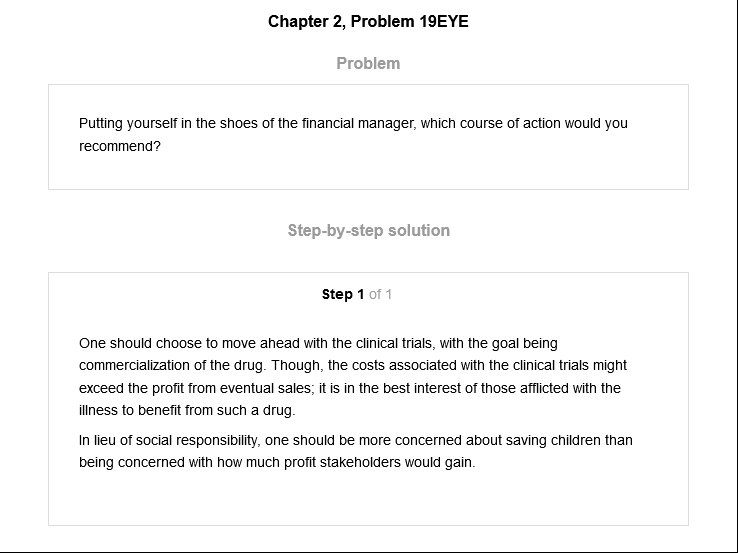 Chapter 2, Problem 19EYE
Problem
Putting yourself in the shoes of the financial manager, which course of action would you
recommend?
Step-by-step solution
Step 1 of 1
One should choose to move ahead with the clinical trials, with the goal being
commercialization of the drug. Though, the costs associated with the clinical trials might
exceed the profit from eventual sales; it is in the best interest of those afflicted with the
illness to benefit from such a drug.
In lieu of social responsibility, one should be more concerned about saving children than
being concerned with how much profit stakeholders would gain.